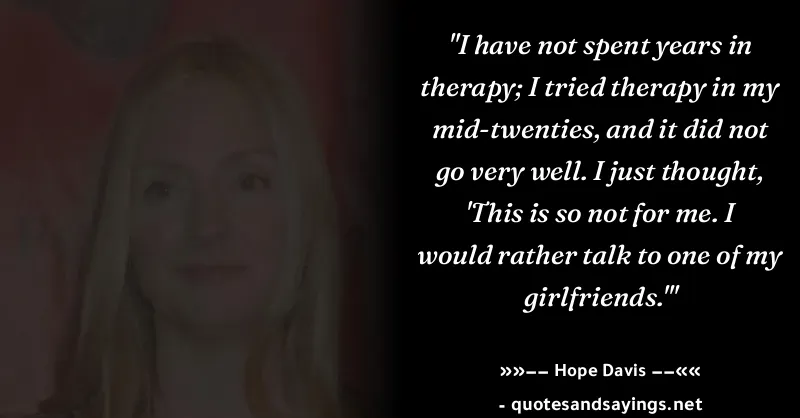 "I have not spent years in
therapy; I tried therapy in my
mid-twenties, and it did not
go very well. I just thought,
'This is so not for me. I
would rather talk to one of my
girlfriends.'"
»»–– Hope Davis ––««
- quotesandsayings.net